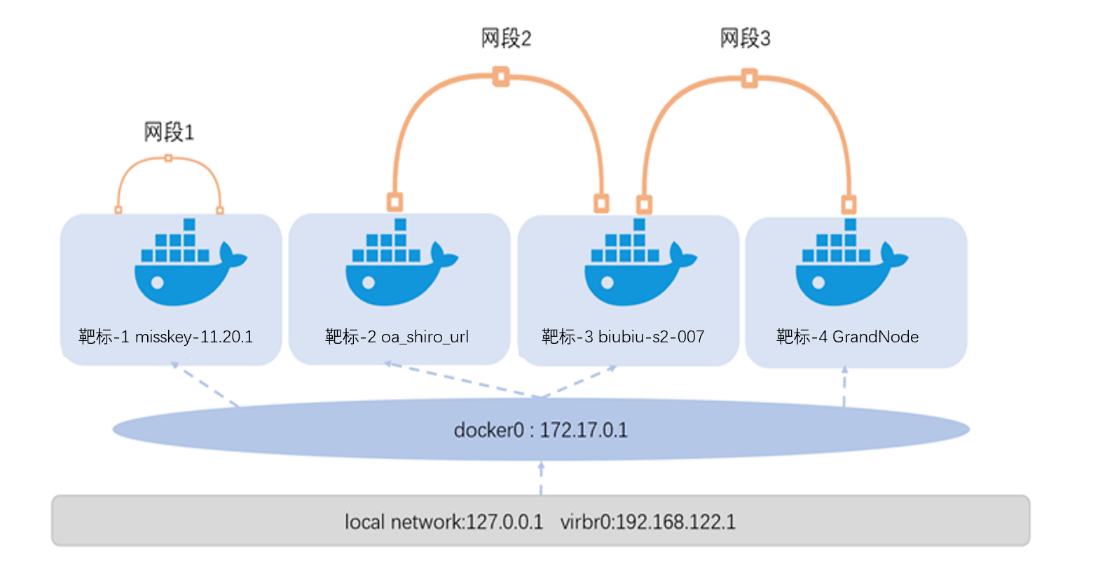 网段2
网段3
网段1
靶标-1 misskey-11.20.1
靶标-2 oa_shiro_url
靶标-3 biubiu-s2-007
靶标-4 GrandNode
docker0 : 172.17.0.1
local network:127.0.0.1 virbr0:192.168.122.1